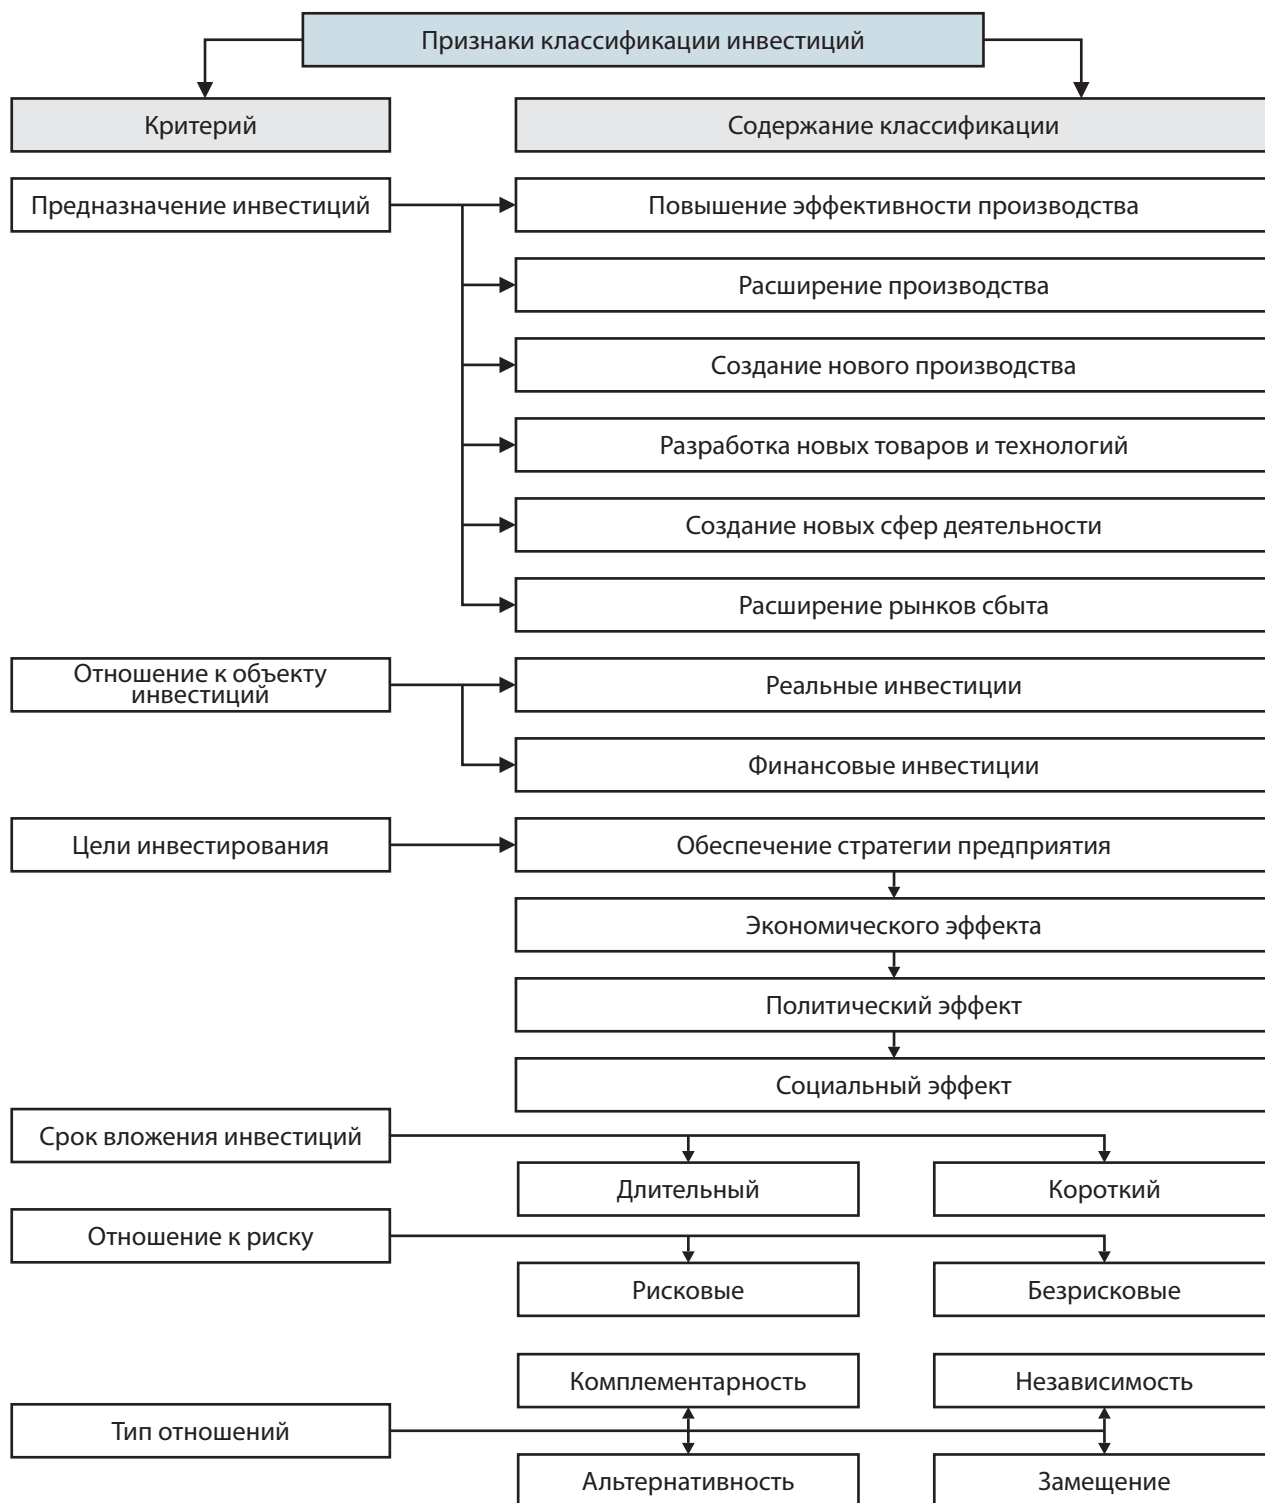 Признаки классификации инвестиций
Критерий
Содержание классификации
Предназначение инвестиций
Повышение эффективности производства
Расширение производства
Создание нового производства
Разработка новых товаров и технологий
Создание новых сфер деятельности
Расширение рынков сбыта
Отношение к объекту
инвестиций
Реальные инвестиции
Финансовые инвестиции
Цели инвестирования
Обеспечение стратегии предприятия
Экономического эффекта
Политический эффект
Социальный эффект
Срок вложения инвестиций
Длительный
Короткий
Отношение к риску
Рисковые
Безрисковые
Комплементарность
Независимость
Тип отношений
Альтернативность
Замещение